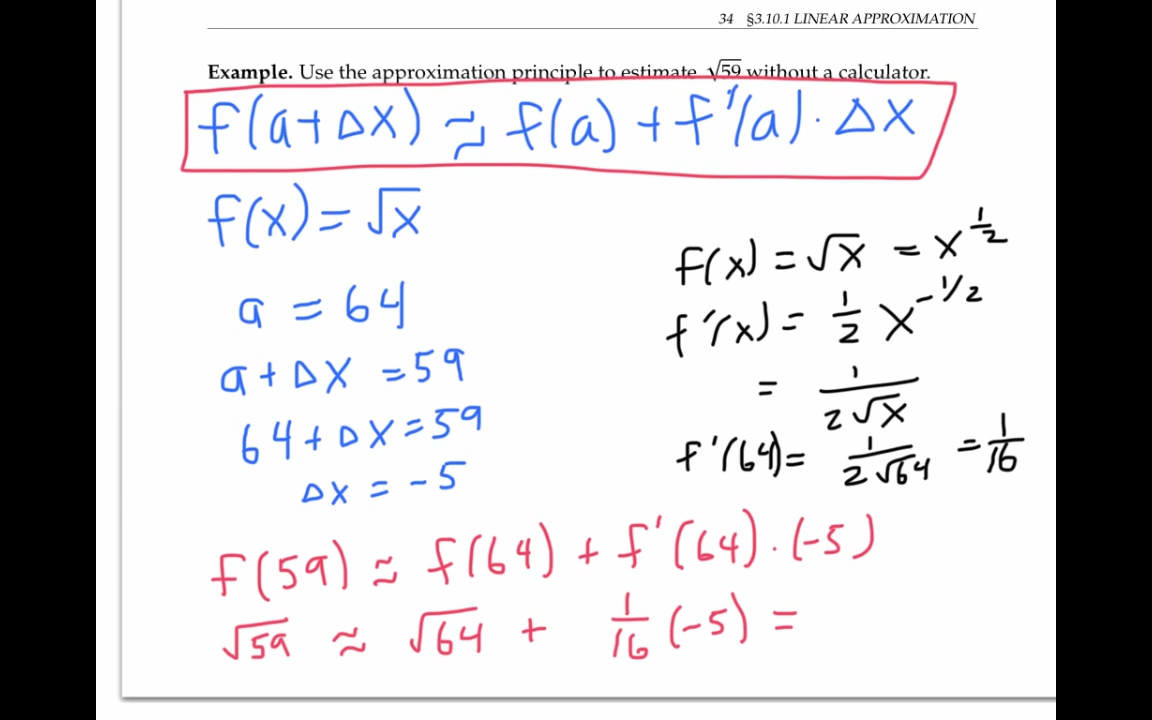 34 §3.10.1 LINEAR APPROXIMATION
Example. Use the approximation principle to estimate √59 without a calculator.
f(a+Δx) ≈ f(a) + f'(a)·Δx
f(x) = √x
a = 64
a+Δx = 59
64+Δx = 59
Δx = -5
f(x) = √x = x^(1/2)
f'(x) = 1/2 x^(-1/2)
= 1/(2√x)
f'(64) = 1/(2√64) = 1/16
f(59) ≈ f(64) + f'(64)·(-5)
√59 ≈ √64 + 1/16 (-5) =